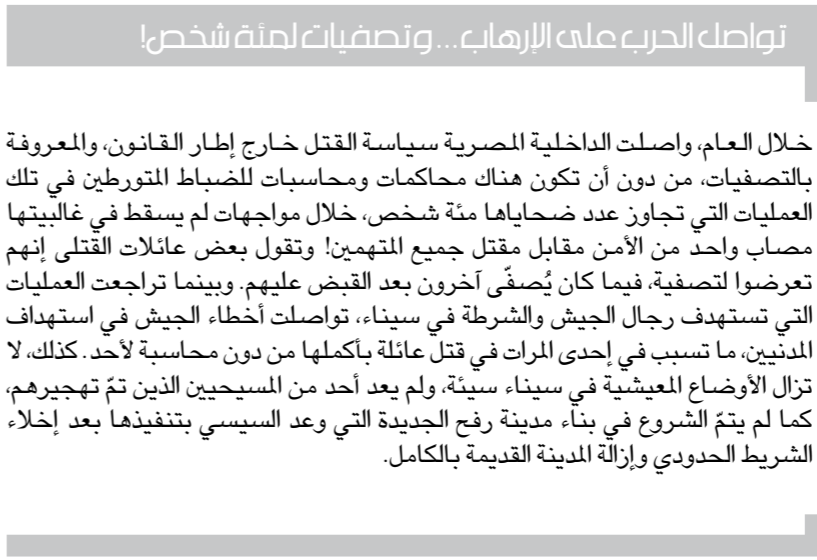 تواصل الحرب على الإرهاب... وتصفيات لمئة شخص!
خلال العام، واصلت الداخلية المصرية سياسة القتل خارج إطار القانون، والمعروفة
بالتصفيات، من دون أن تكون هناك محاكمات ومحاسبات للضباط المتورطين في تلك
العمليات التي تجاوز عدد ضحاياها مئة شخص، خلال مواجهات لم يسقط في غالبيتها
مصاب واحد من الأمن مقابل مقتل جميع المتهمين! وتقول بعض عائلات القتلى إنهم
تعرضوا لتصفية، فيما كان يُصفّى آخرون بعد القبض عليهم. وبينما تراجعت العمليات
التي تستهدف رجال الجيش والشرطة في سيناء، تواصلت أخطاء الجيش في استهداف
المدنيين، ما تسبب في إحدى المرات في قتل عائلة بأكملها من دون محاسبة لأحد. كذلك، لا
تزال الأوضاع المعيشية في سيناء سيئة، ولم يعد أحد من المسيحيين الذين تمّ تهجيرهم،
كما لم يتمّ الشروع في بناء مدينة رفح الجديدة التي وعد السيسي بتنفيذها بعد إخلاء
الشريط الحدودي وإزالة المدينة القديمة بالكامل.